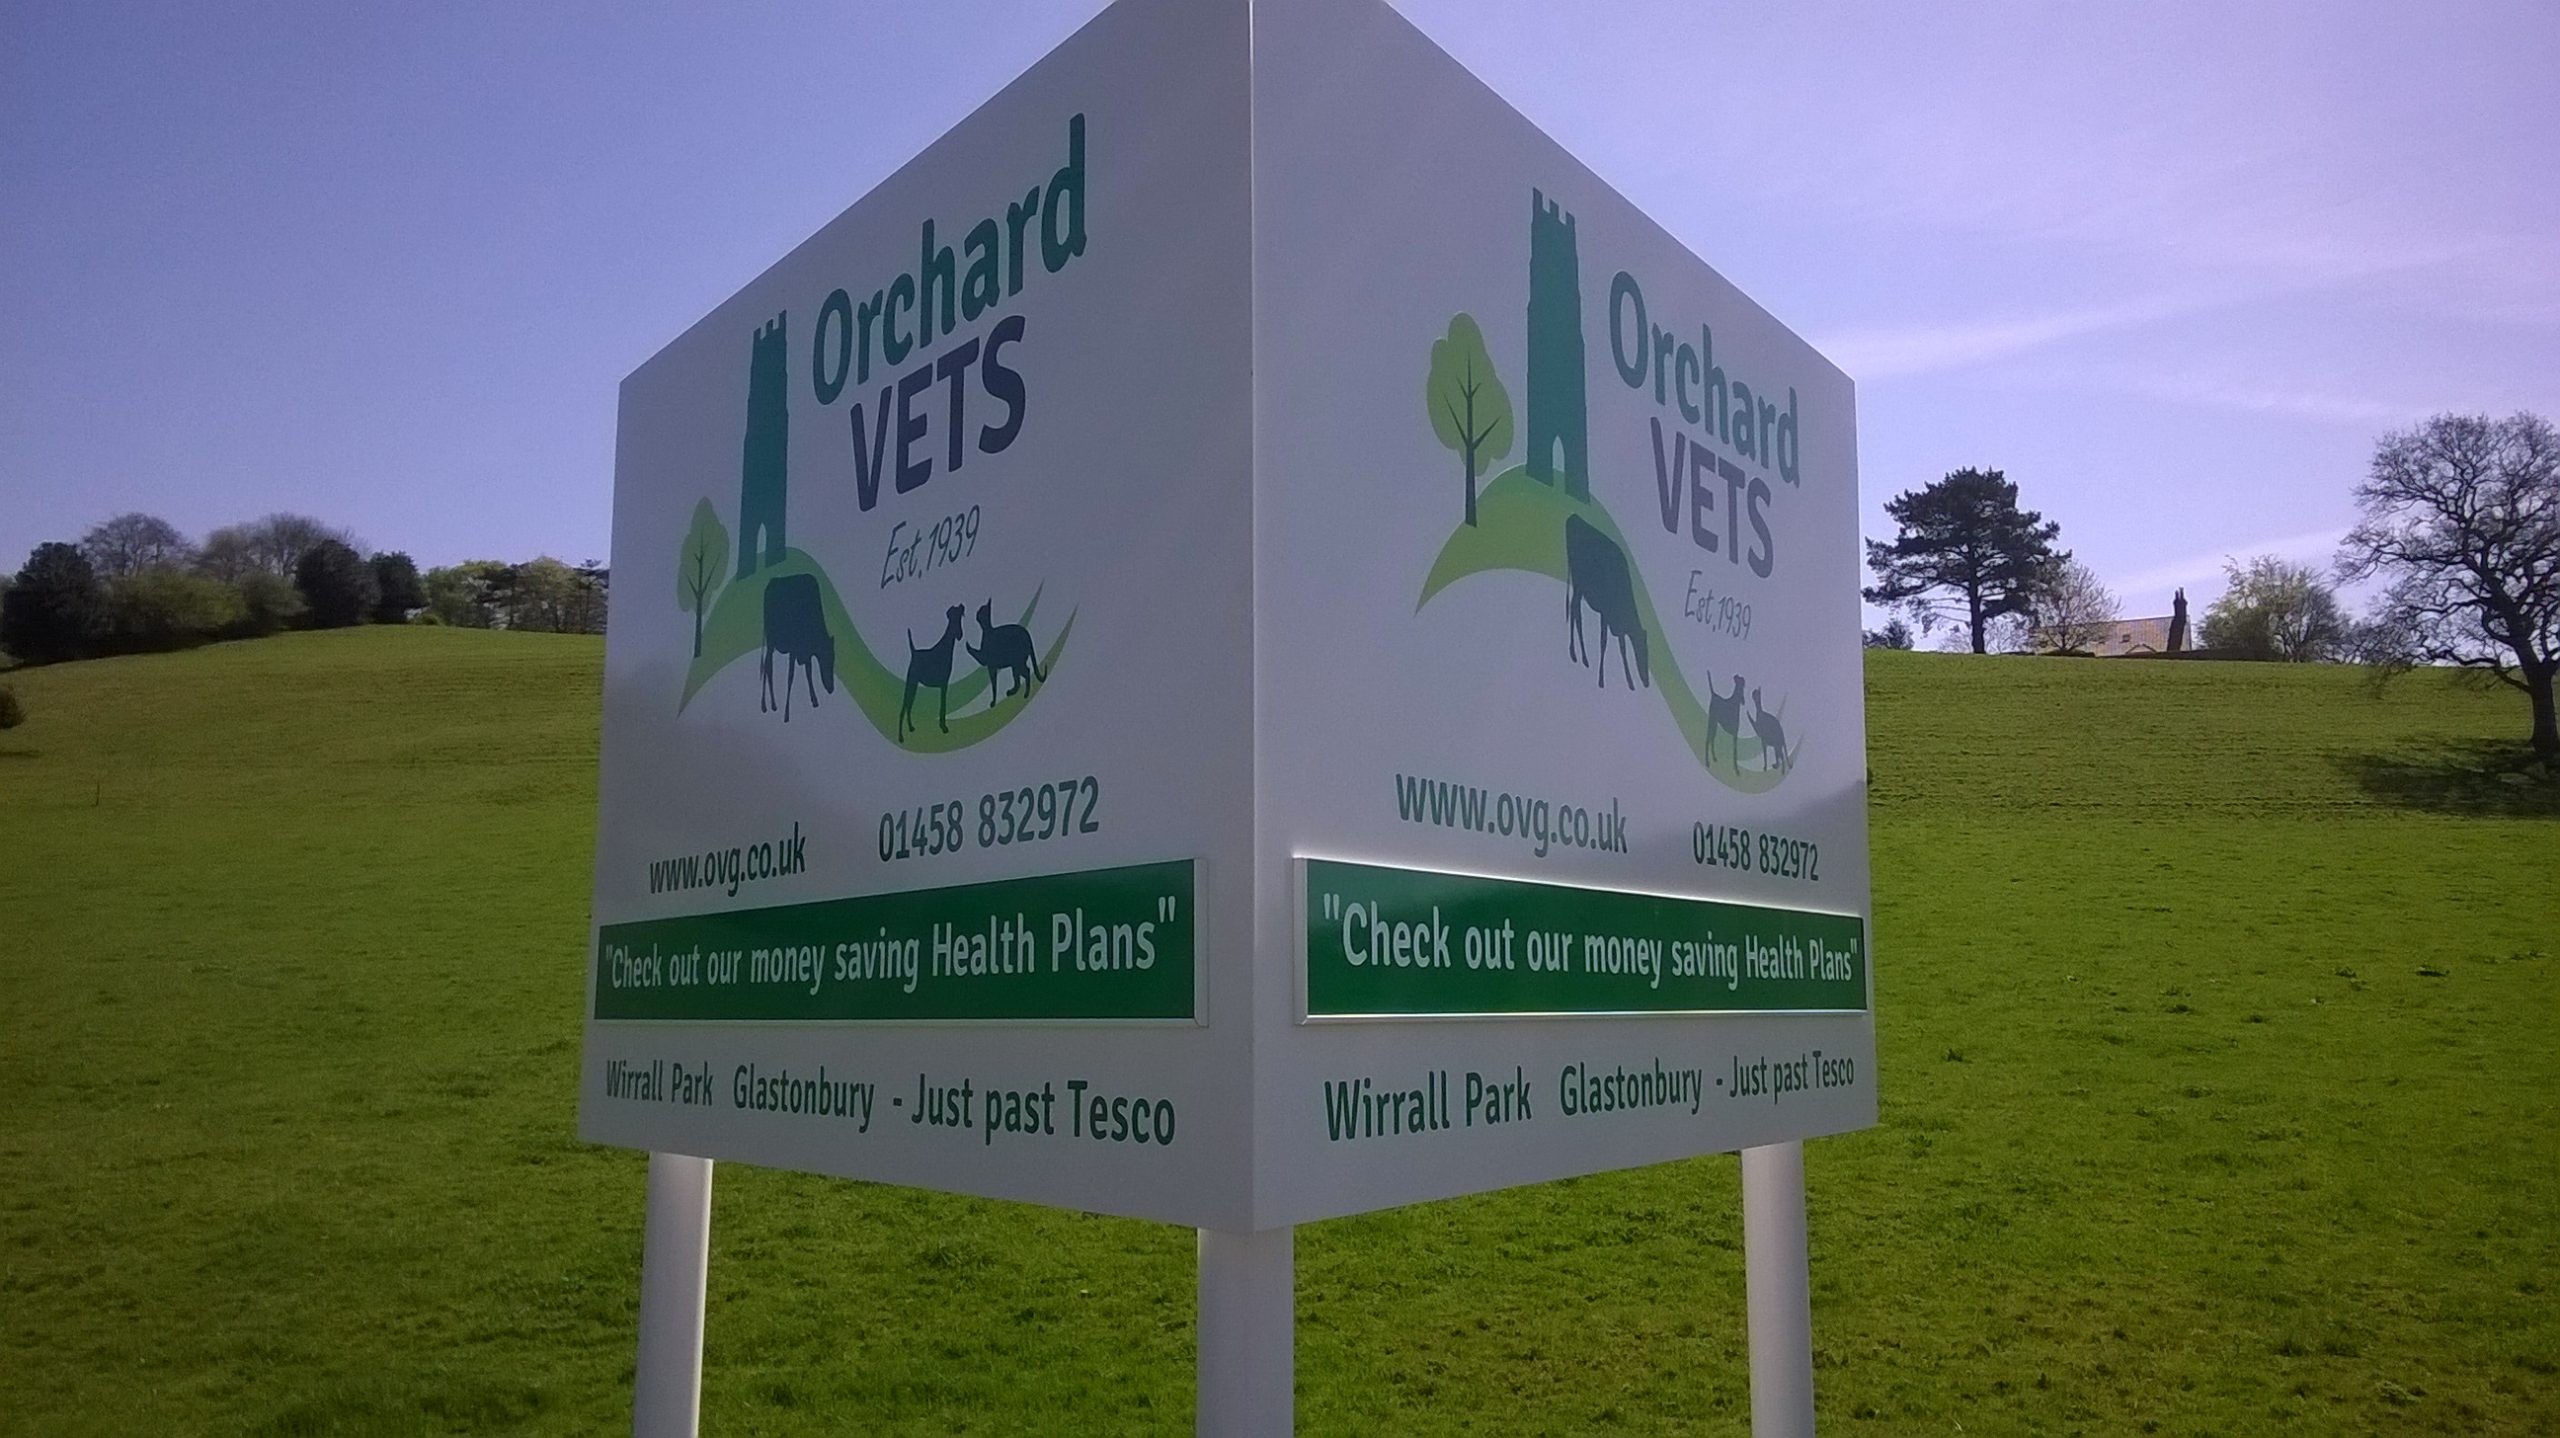 Orchard
VETS
Est.1939
www.ovg.co.uk 01458 832972
"Check out our money saving Health Plans"
Wirrall Park Glastonbury - Just past Tesco
Orchard
VETS
Est.1939
www.ovg.co.uk 01458 832972
"Check out our money saving Health Plans"
Wirrall Park Glastonbury - Just past Tesco